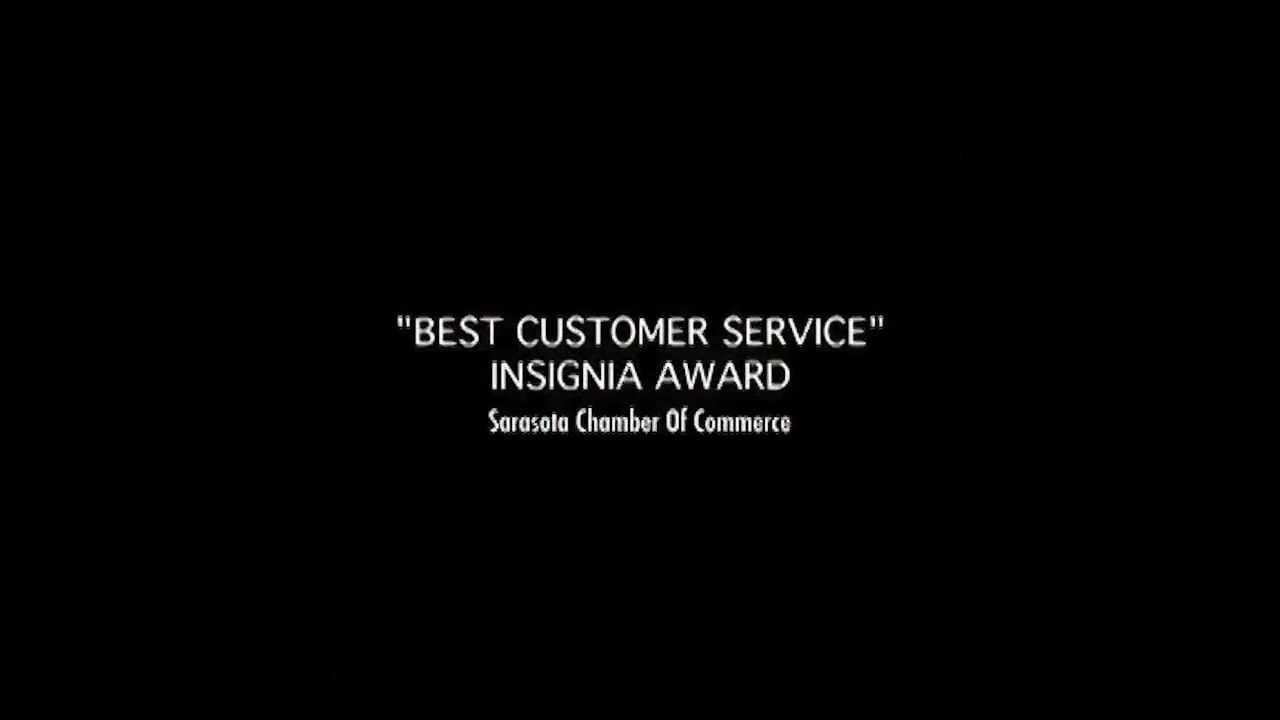 "BEST CUSTOMER SERVICE"
INSIGNIA AWARD
Sarasota Chamber Of Commerce